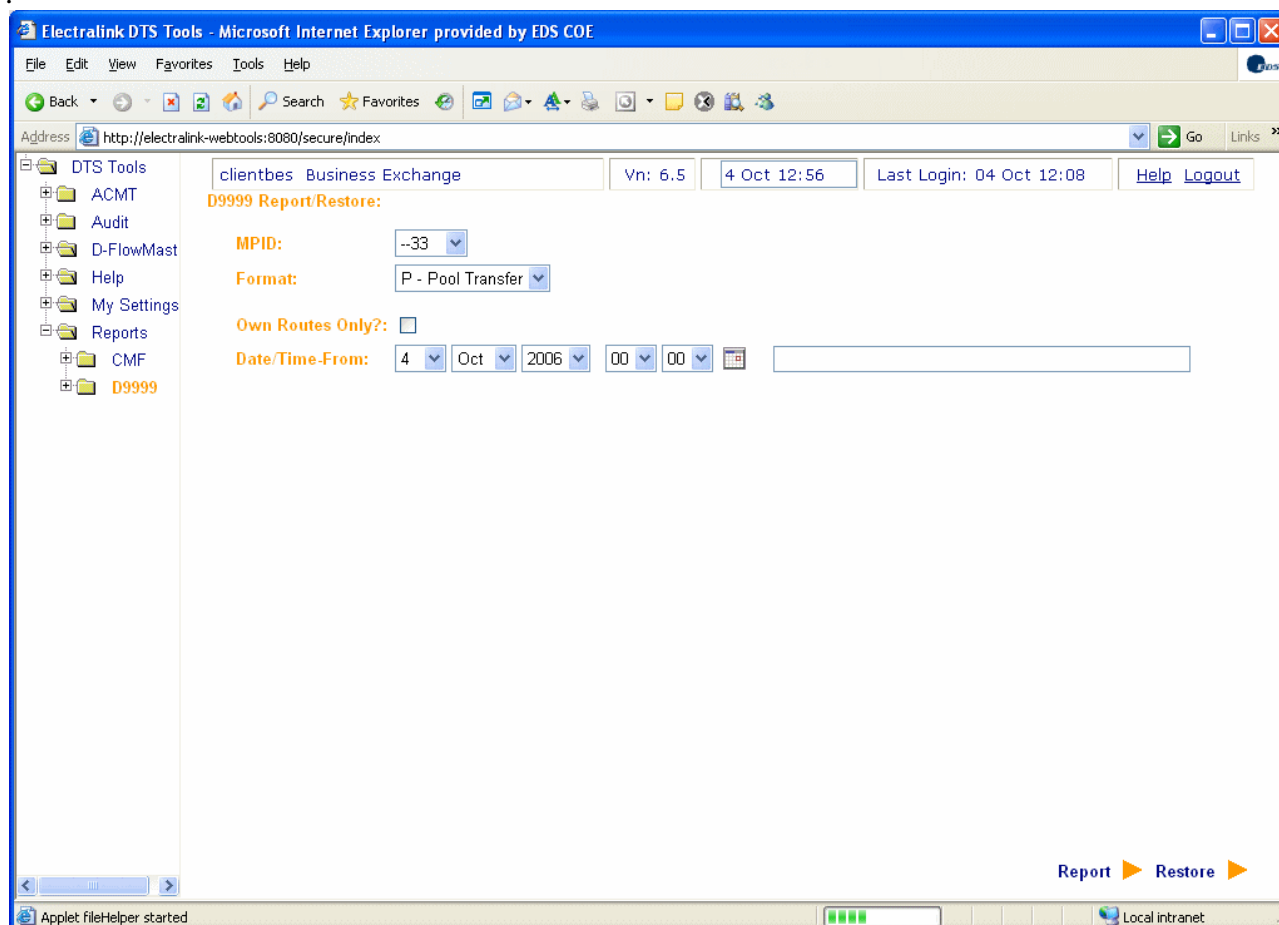 Electralink DTS Tools - Microsoft Internet Explorer provided by EDS COE
File Edit View Favorites Tools Help
EDS
Back Search Favorites
Address http://electralink-webtools:8080/secure/index Go Links »
DTS Tools
ACMT
Audit
D-FlowMast
Help
My Settings
Reports
CMF
D9999
clientbes Business Exchange Vn: 6.5 4 Oct 12:56 Last Login: 04 Oct 12:08 Help Logout
D9999 Report/Restore:
MPID: --33
Format: P - Pool Transfer
Own Routes Only?:
Date/Time-From: 4 Oct 2006 00 00
Report Restore
Applet fileHelper started Local intranet